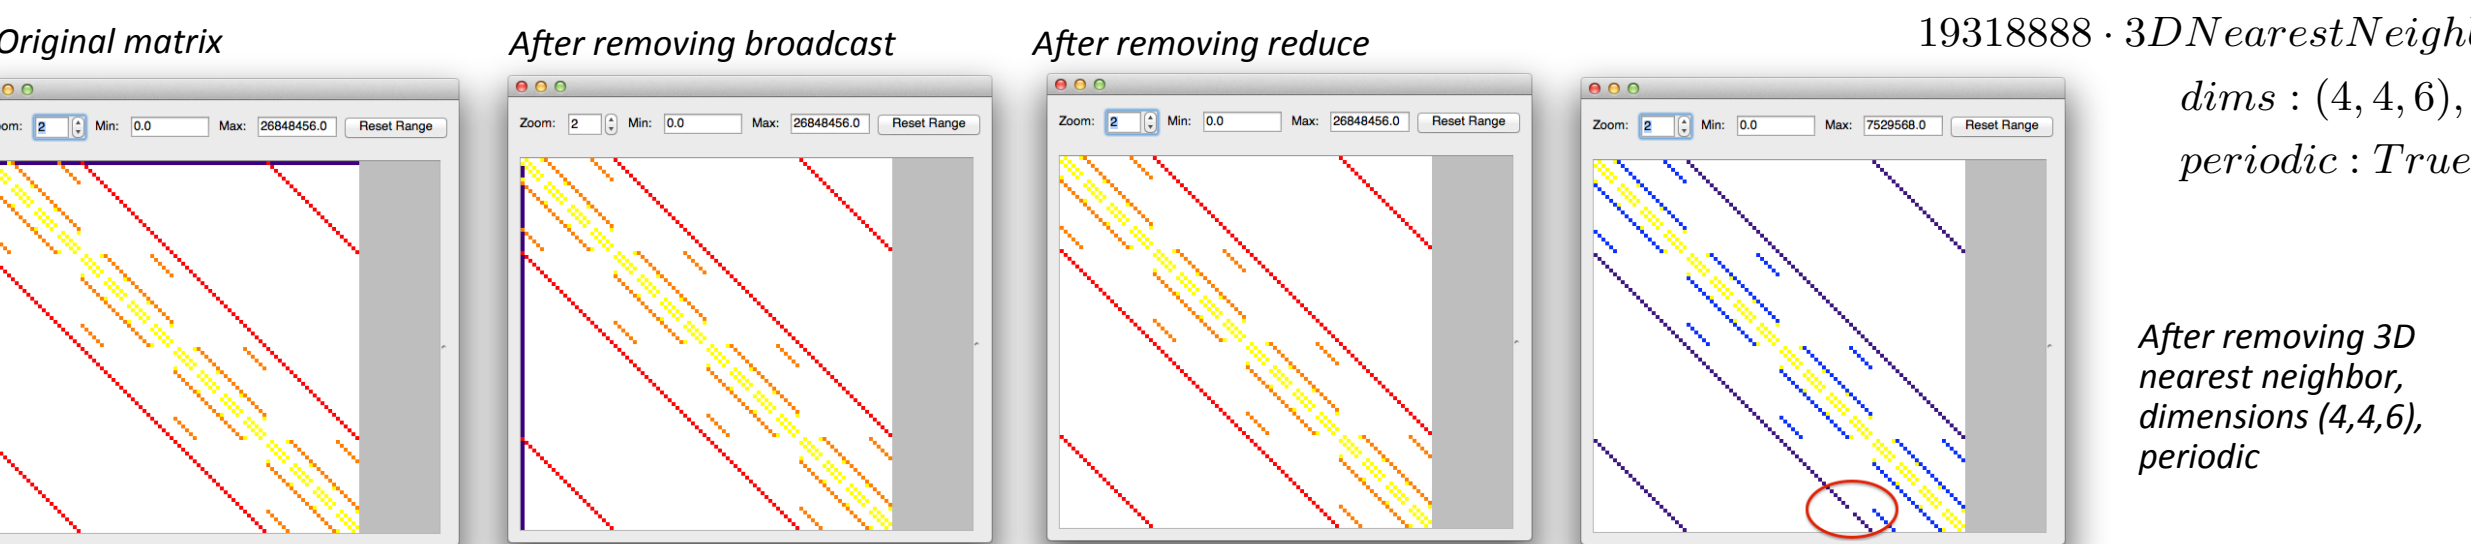 Original matrix
After removing broadcast
After removing reduce
19318888 · 3DNearestNeigh
dims : (4, 4, 6),
periodic : True
Zoom: 2 Min: 0.0 Max: 26848456.0 Reset Range
Zoom: 2 Min: 0.0 Max: 26848456.0 Reset Range
Zoom: 2 Min: 0.0 Max: 7529568.0 Reset Range
om: 2 Min: 0.0 Max: 26848456.0 Reset Range
After removing 3D
nearest neighbor,
dimensions (4,4,6),
periodic